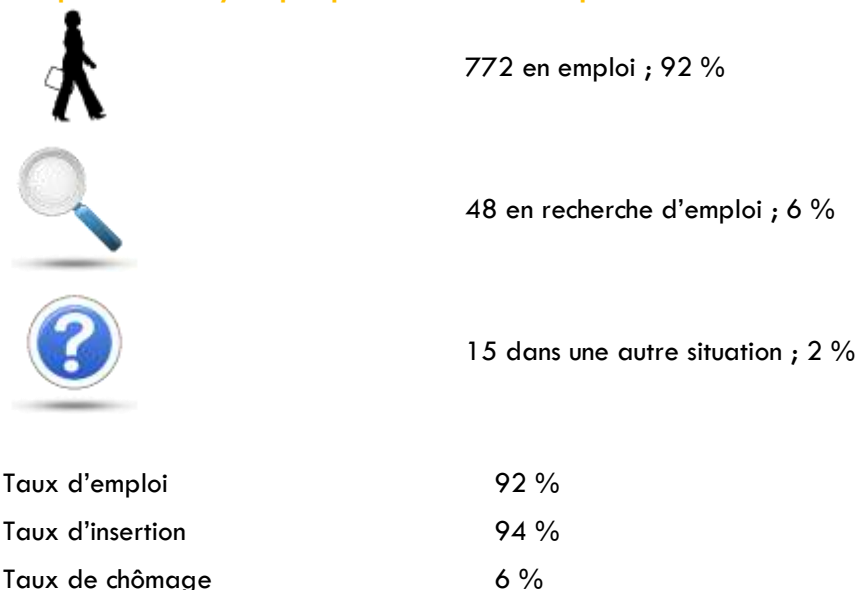 772 en emploi ; 92 %
48 en recherche d’emploi ; 6 %
?
15 dans une autre situation ; 2 %
Taux d’emploi 92 %
Taux d’insertion 94 %
Taux de chômage 6 %